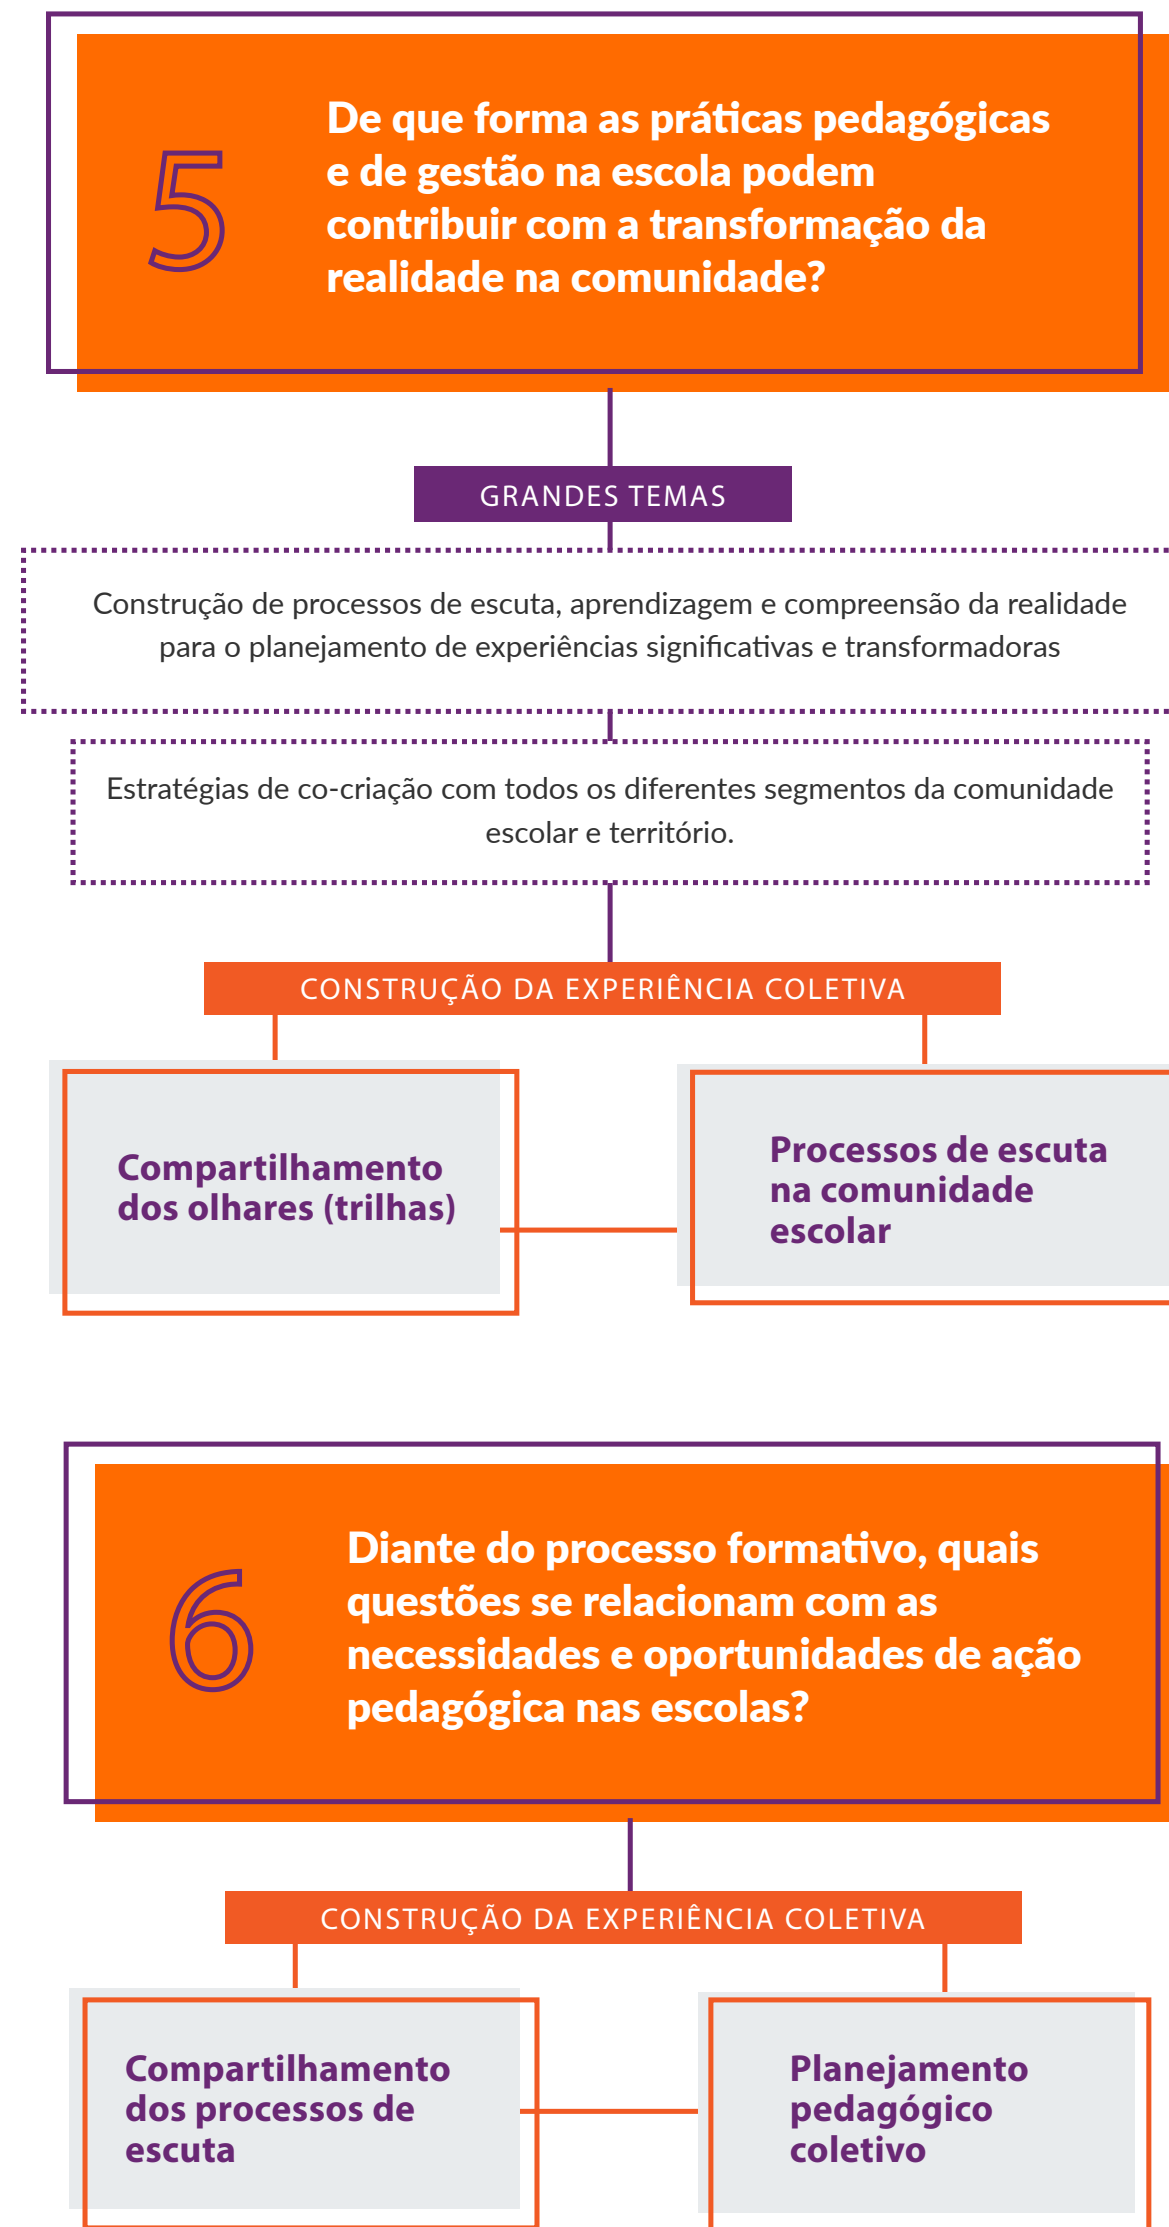 5
De que forma as práticas pedagógicas
e de gestão na escola podem
contribuir com a transformação da
realidade na comunidade?
GRANDES TEMAS
Construção de processos de escuta, aprendizagem e compreensão da realidade
para o planejamento de experiências significativas e transformadoras
Estratégias de co-criação com todos os diferentes segmentos da comunidade
escolar e território.
CONSTRUÇÃO DA EXPERIÊNCIA COLETIVA
Compartilhamento
dos olhares (trilhas)
Processos de escuta
na comunidade
escolar
6
Diante do processo formativo, quais
questões se relacionam com as
necessidades e oportunidades de ação
pedagógica nas escolas?
CONSTRUÇÃO DA EXPERIÊNCIA COLETIVA
Compartilhamento
dos processos de
escuta
Planejamento
pedagógico
coletivo